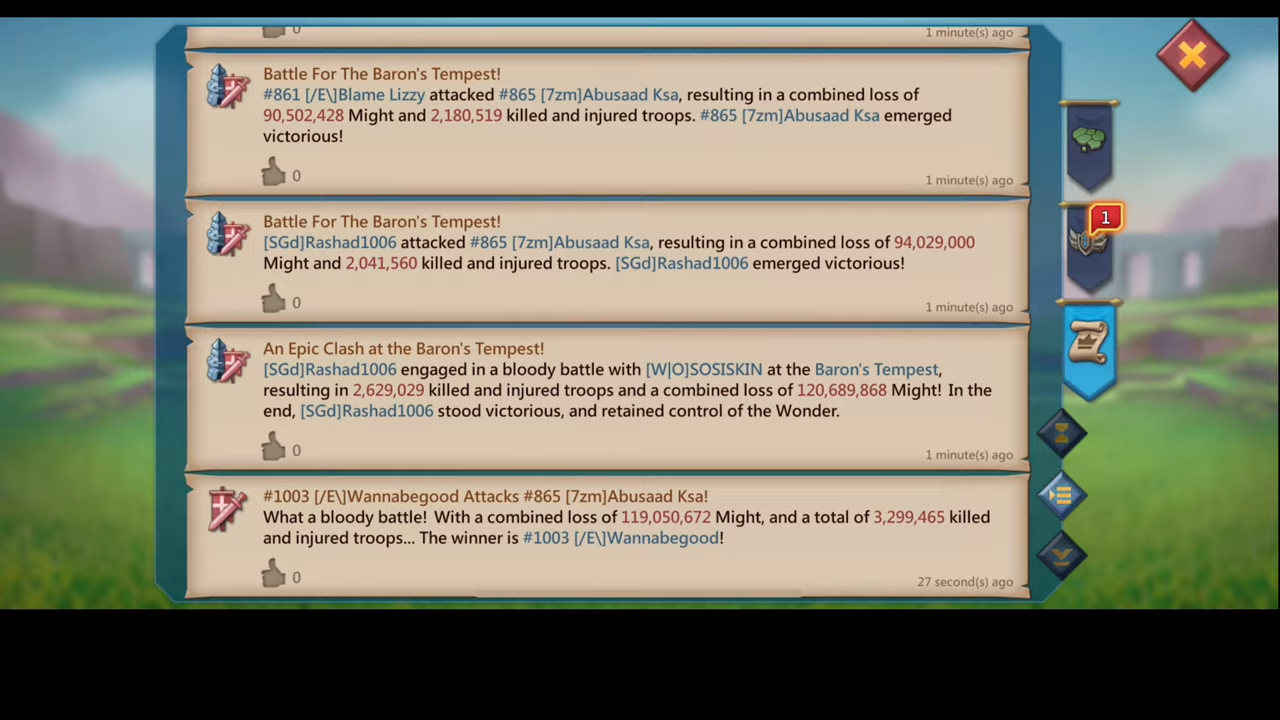 0
1 minute(s) ago
Battle For The Baron's Tempest!
#861 [/E\]Blame Lizzy attacked #865 [7zm]Abusaad Ksa, resulting in a combined loss of
90,502,428 Might and 2,180,519 killed and injured troops. #865 [7zm]Abusaad Ksa emerged
victorious!
0
1 minute(s) ago
Battle For The Baron's Tempest!
[SGd]Rashad1006 attacked #865 [7zm]Abusaad Ksa, resulting in a combined loss of 94,029,000
Might and 2,041,560 killed and injured troops. [SGd]Rashad1006 emerged victorious!
0
1 minute(s) ago
An Epic Clash at the Baron's Tempest!
[SGd]Rashad1006 engaged in a bloody battle with [W|O]SOSISKIN at the Baron's Tempest,
resulting in 2,629,029 killed and injured troops and a combined loss of 120,689,868 Might! In the
end, [SGd]Rashad1006 stood victorious, and retained control of the Wonder.
0
1 minute(s) ago
#1003 [/E\]Wannabegood Attacks #865 [7zm]Abusaad Ksa!
What a bloody battle! With a combined loss of 119,050,672 Might, and a total of 3,299,465 killed
and injured troops... The winner is #1003 [/E\]Wannabegood!
0
27 second(s) ago
1